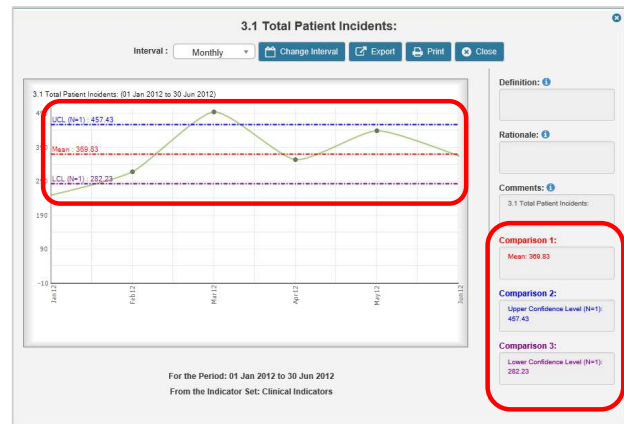 3.1 Total Patient Incidents:
Interval : Monthly Change Interval Export Print Close
3.1 Total Patient Incidents: (01 Jan 2012 to 30 Jun 2012)
UCL (N=1) : 457.43
Mean : 369.83
LCL (N=1) : 282.23
190
90
-10
Jan12 Feb12 Mar12 Apr12 May12 Jun12
For the Period: 01 Jan 2012 to 30 Jun 2012
From the Indicator Set: Clinical Indicators
Definition:
Rationale:
Comments:
3.1 Total Patient Incidents:
Comparison 1:
Mean: 369.83
Comparison 2:
Upper Confidence Level (N=1):
457.43
Comparison 3:
Lower Confidence Level (N=1):
282.23